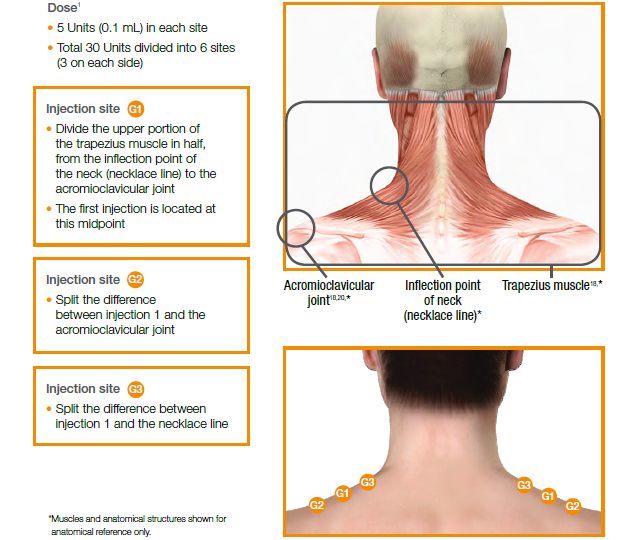 Dose¹
• 5 Units (0.1 mL) in each site
• Total 30 Units divided into 6 sites
(3 on each side)
Injection site G1
• Divide the upper portion of
the trapezius muscle in half,
from the inflection point of
the neck (necklace line) to the
acromioclavicular joint
• The first injection is located at
this midpoint
Injection site G2
• Split the difference
between injection 1 and the
acromioclavicular joint
Injection site G3
• Split the difference between
injection 1 and the necklace line
*Muscles and anatomical structures shown for
anatomical reference only.
Acromioclavicular
joint¹⁸,²⁰,*
Inflection point
of neck
(necklace line)*
Trapezius muscle¹⁸,*
G2 G1 G3 G3 G1 G2